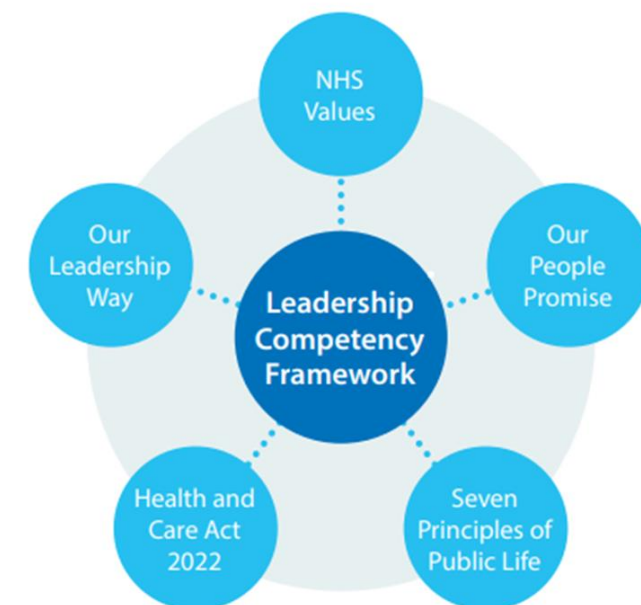 NHS
Values
Our
Leadership
Way
Our
People
Promise
Leadership
Competency
Framework
Health and
Care Act
2022
Seven
Principles of
Public Life